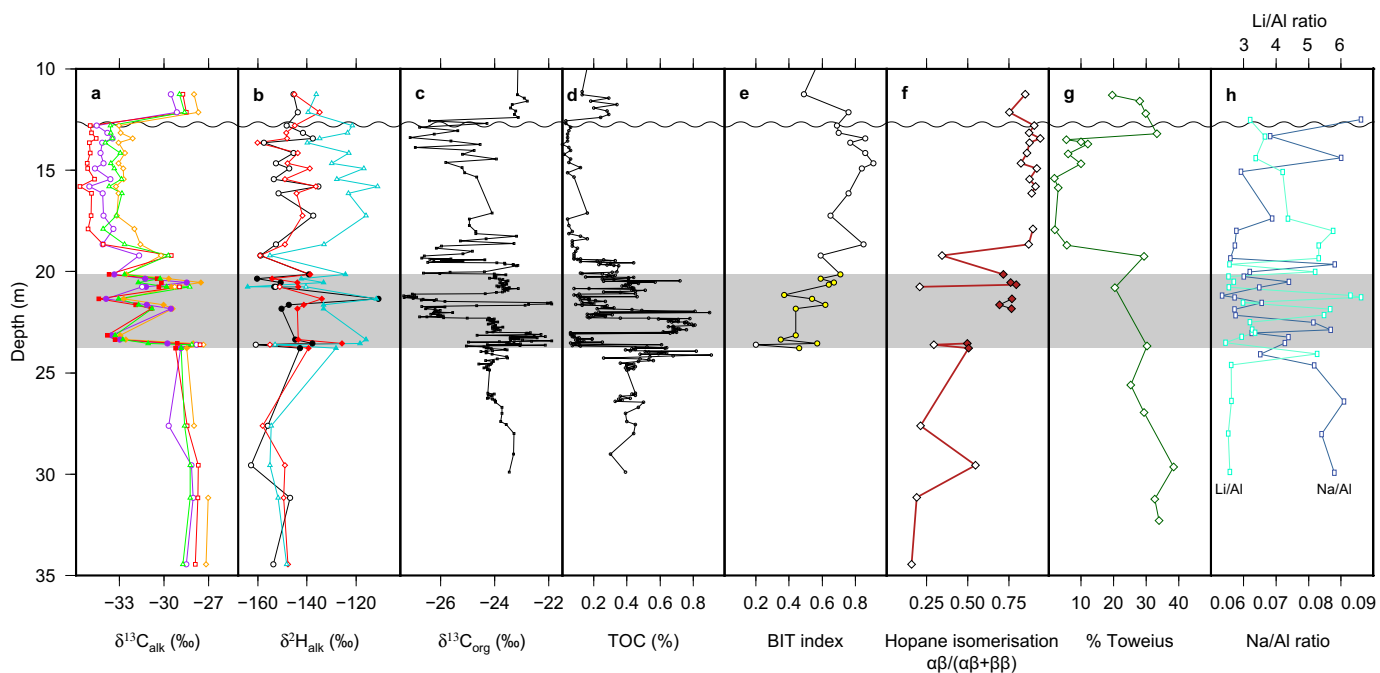 Li/Al ratio
3 4 5 6
10 15 20 25 30 35
Depth (m)
a b c d e f g h
Li/Al Na/Al
−33 −30 −27 −160 −140 −120 −26 −24 −22 0.2 0.4 0.6 0.8 0.2 0.4 0.6 0.8 0.25 0.50 0.75 10 20 30 40 0.06 0.07 0.08 0.09
δ¹³C_alk (‰) δ²H_alk (‰) δ¹³C_org (‰) TOC (%) BIT index Hopane isomerisation % Toweius Na/Al ratio
αβ/(αβ+ββ)